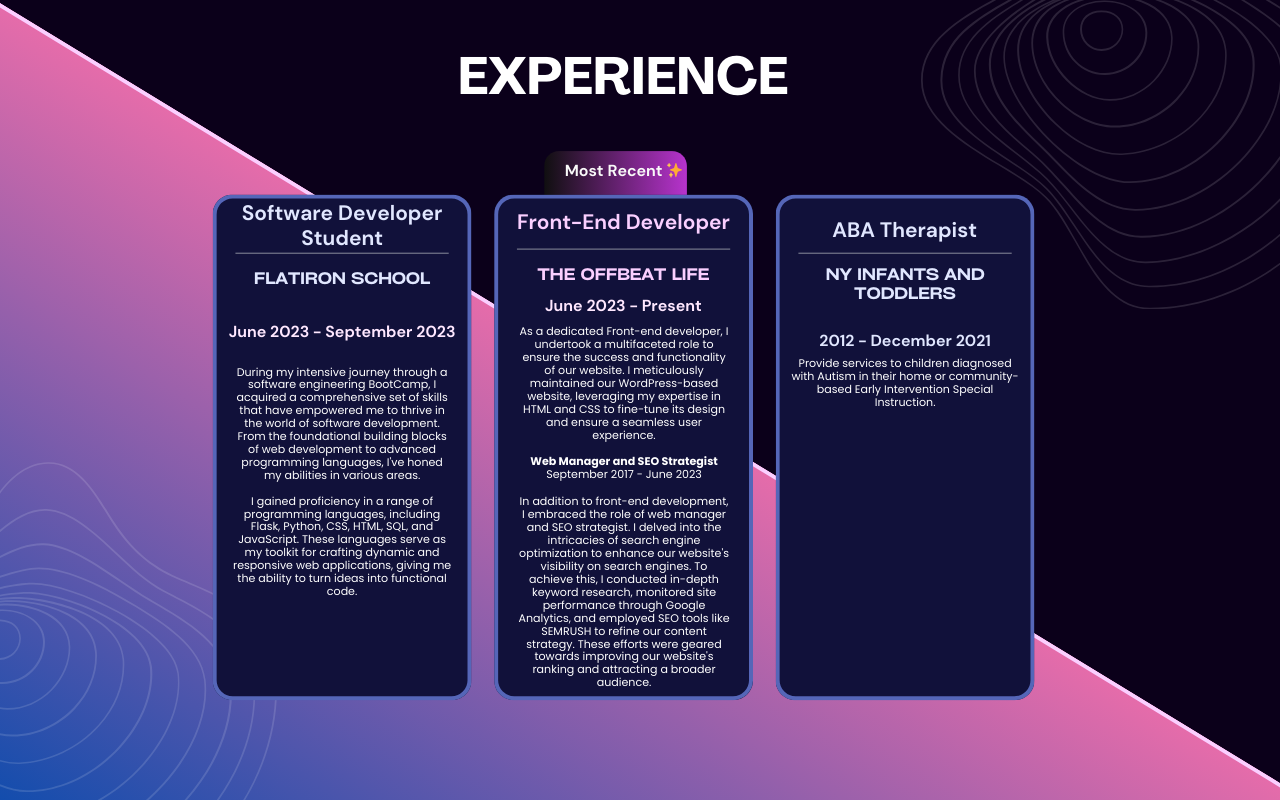 EXPERIENCE
Most Recent ✨
Software Developer
Student
FLATIRON SCHOOL
June 2023 - September 2023
During my intensive journey through a
software engineering BootCamp, I
acquired a comprehensive set of skills
that have empowered me to thrive in
the world of software development.
From the foundational building blocks
of web development to advanced
programming languages, I've honed
my abilities in various areas.
I gained proficiency in a range of
programming languages, including
Flask, Python, CSS, HTML, SQL, and
JavaScript. These languages serve as
my toolkit for crafting dynamic and
responsive web applications, giving me
the ability to turn ideas into functional
code.
Front-End Developer
THE OFFBEAT LIFE
June 2023 - Present
As a dedicated Front-end developer, I
undertook a multifaceted role to
ensure the success and functionality
of our website. I meticulously
maintained our WordPress-based
website, leveraging my expertise in
HTML and CSS to fine-tune its design
and ensure a seamless user
experience.
Web Manager and SEO Strategist
September 2017 - June 2023
In addition to front-end development,
I embraced the role of web manager
and SEO strategist. I delved into the
intricacies of search engine
optimization to enhance our website's
visibility on search engines. To
achieve this, I conducted in-depth
keyword research, monitored site
performance through Google
Analytics, and employed SEO tools like
SEMRUSH to refine our content
strategy. These efforts were geared
towards improving our website's
ranking and attracting a broader
audience.
ABA Therapist
NY INFANTS AND
TODDLERS
2012 - December 2021
Provide services to children diagnosed
with Autism in their home or community-
based Early Intervention Special
Instruction.